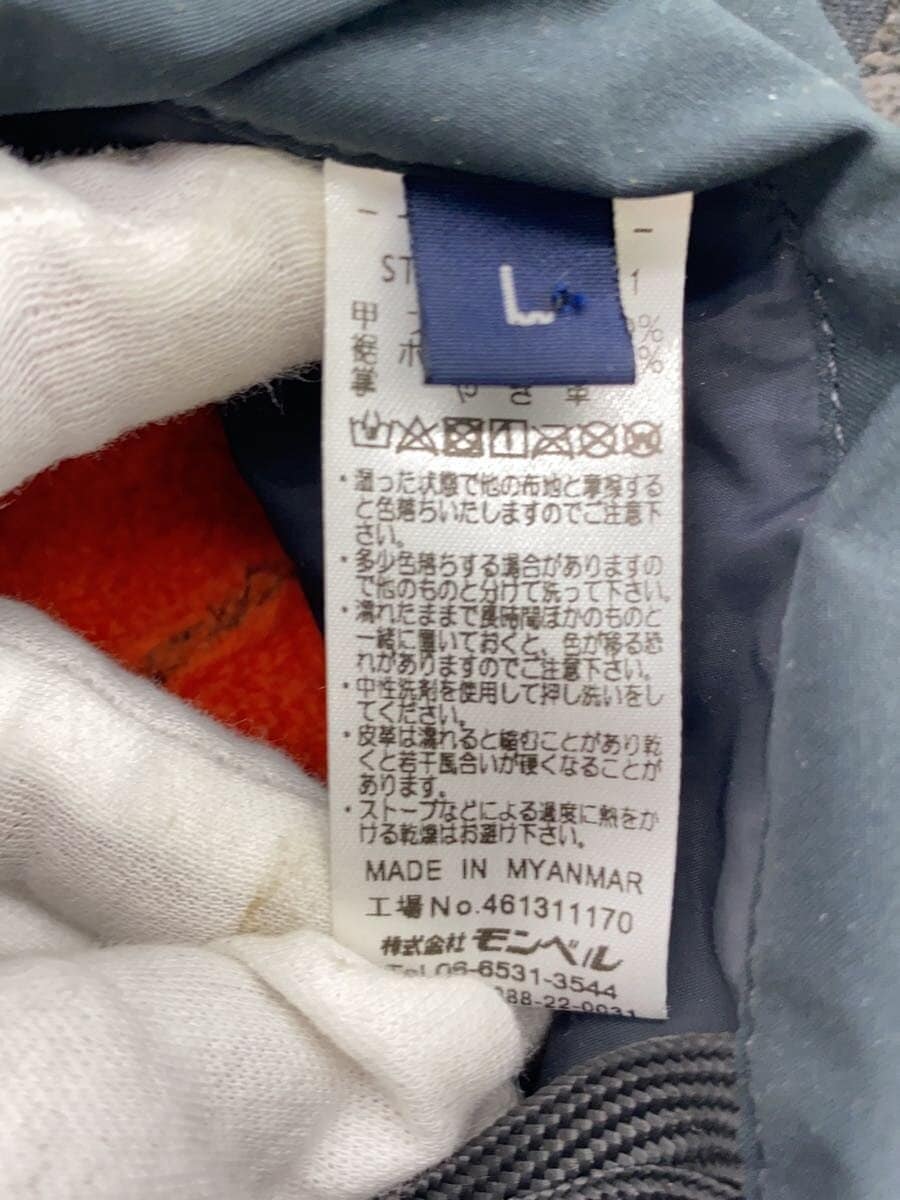 L
ST 1
甲 %
裾 ポ %
掌 やぎ革
・湿った状態で他の布地と摩擦する
と色落ちいたしますのでご注意下
さい。
・多少色落ちする場合がありますの
で他のものと分けて洗って下さい。
・濡れたままで長時間ほかのものと
一緒に置いておくと、色が移る恐
れがありますのでご注意下さい。
・中性洗剤を使用して押し洗いをし
てください。
・皮革は濡れると縮むことがあり乾
くと若干風合いが硬くなることが
あります。
・ストーブなどによる過度に熱をか
ける乾燥はお避け下さい。
MADE IN MYANMAR
工場No.461311170
株式会社 モンベル
Tel 06-6531-3544
088-22-0031